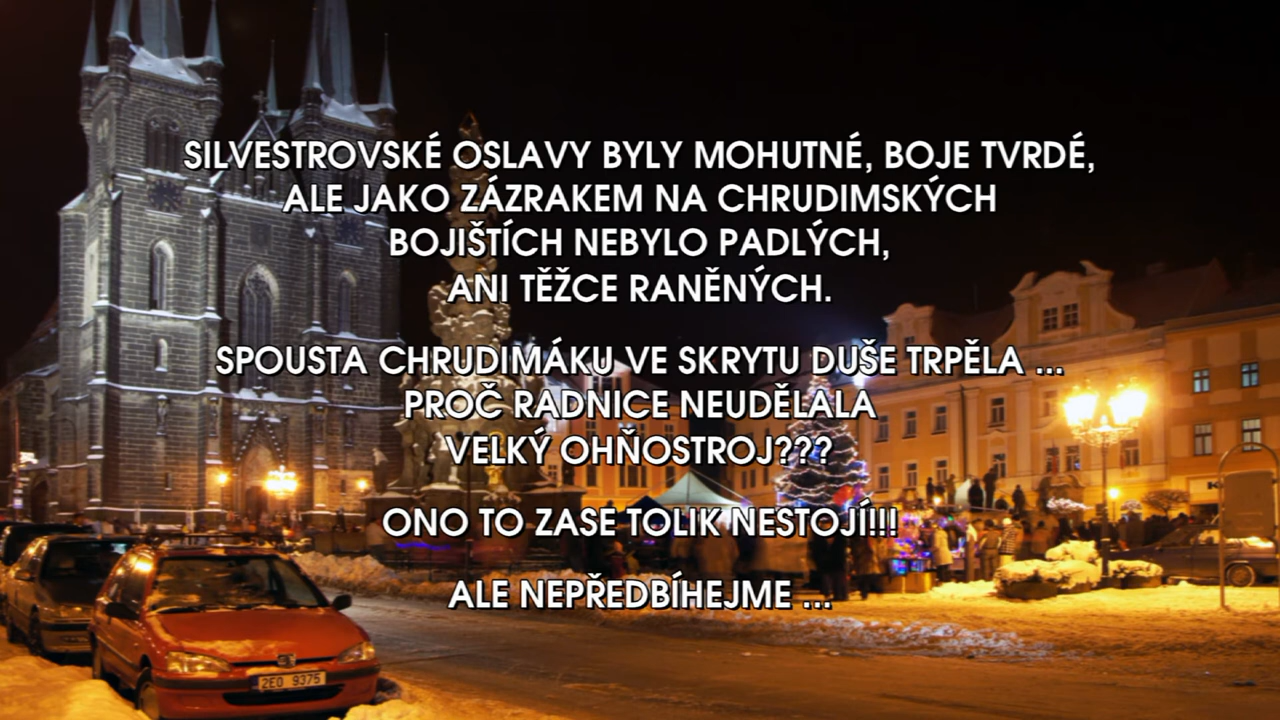 SILVESTROVSKÉ OSLAVY BYLY MOHUTNÉ, BOJE TVRDÉ,
ALE JAKO ZÁZRAKEM NA CHRUDIMSKÝCH
BOJIŠTÍCH NEBYLO PADLÝCH,
ANI TĚŽCE RANĚNÝCH.
SPOUSTA CHRUDIMÁKU VE SKRYTU DUŠE TRPĚLA ...
PROČ RADNICE NEUDĚLALA
VELKÝ OHŇOSTROJ???
ONO TO ZASE TOLIK NESTOJÍ!!!
ALE NEPŘEDBÍHEJME ...
2E0 9375